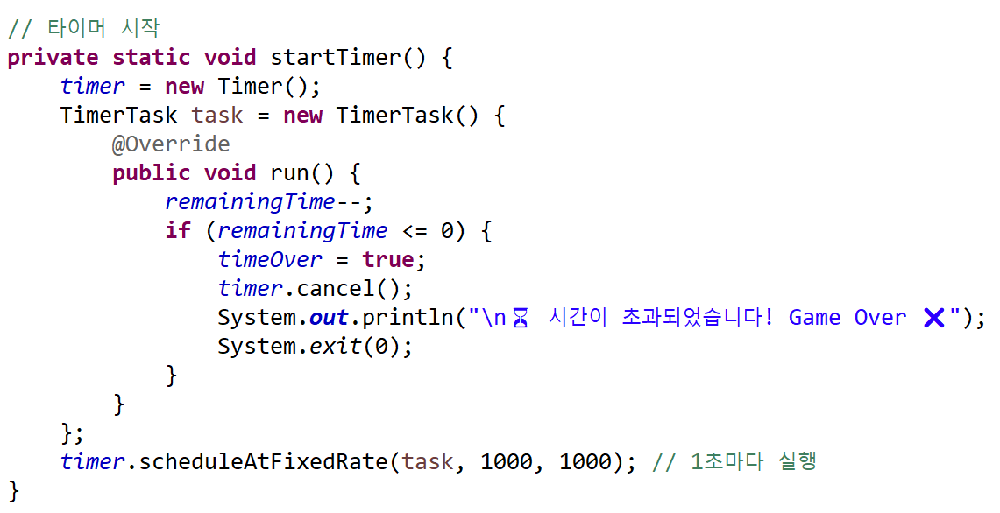 // 타이머 시작
private static void startTimer() {
    timer = new Timer();
    TimerTask task = new TimerTask() {
        @Override
        public void run() {
            remainingTime--;
            if (remainingTime <= 0) {
                timeOver = true;
                timer.cancel();
                System.out.println("\n⏳ 시간이 초과되었습니다! Game Over ❌");
                System.exit(0);
            }
        }
    };
    timer.scheduleAtFixedRate(task, 1000, 1000); // 1초마다 실행
}